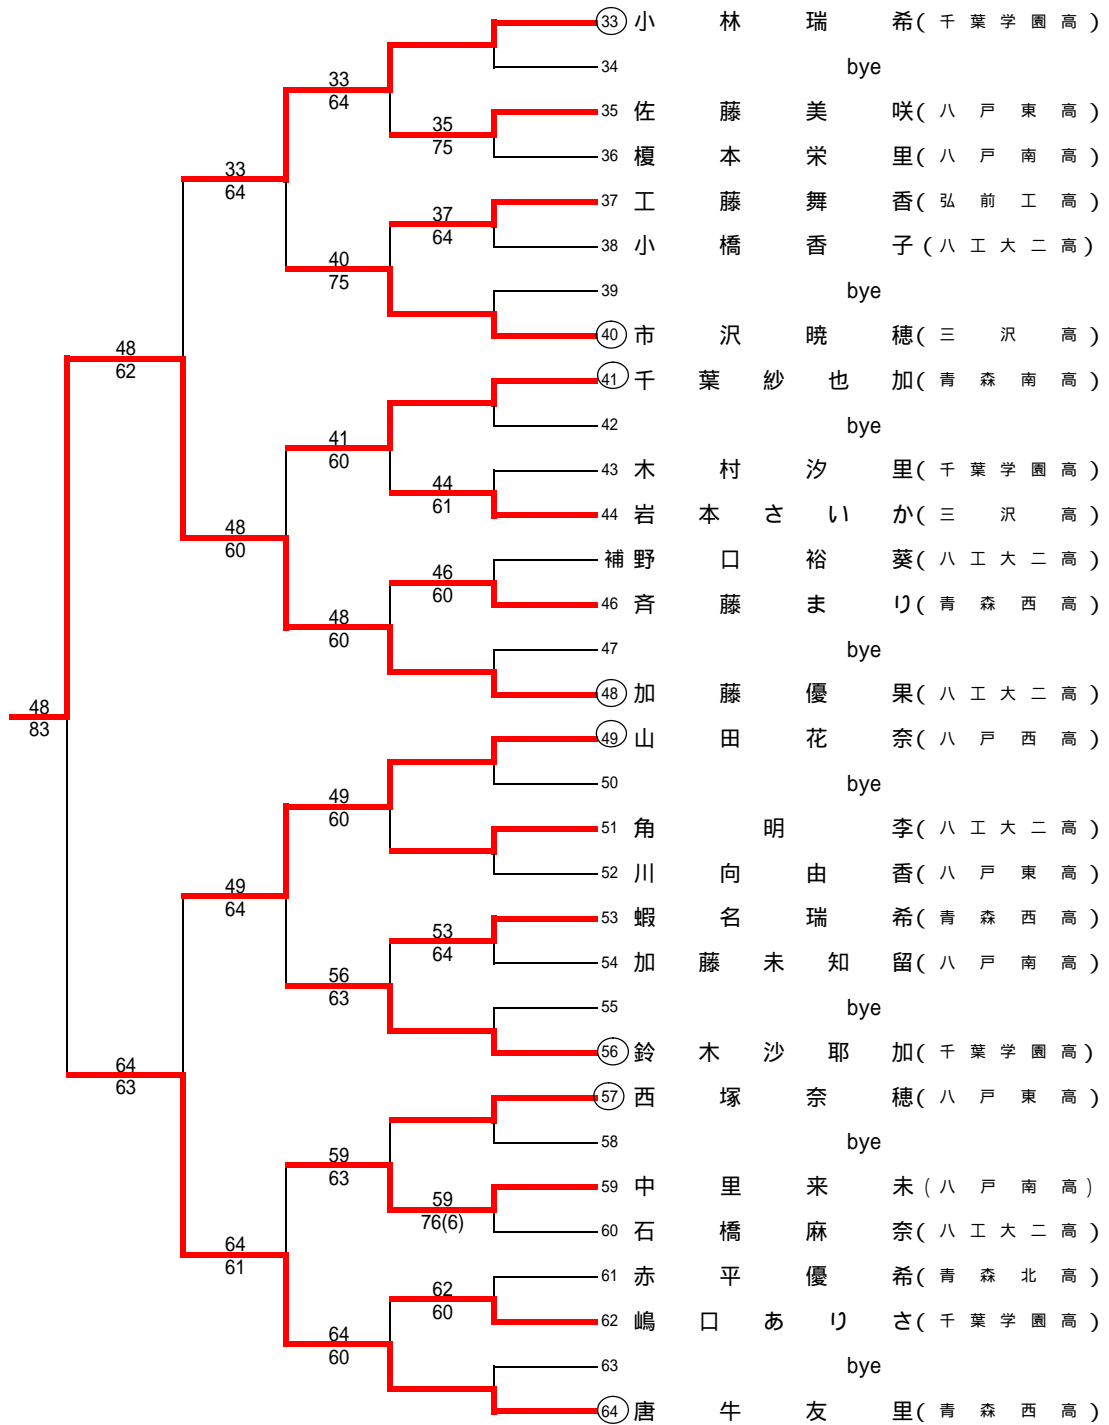 33 小林瑞希(千葉学園高)
34 bye
33
64
35 佐藤美咲(八戸東高)
35
75
36 榎本栄里(八戸南高)
33
64
37 工藤舞香(弘前工高)
37
64
38 小橋香子(八工大二高)
40
75
39 bye
40 市沢暁穂(三沢高)
48
62
41 千葉紗也加(青森南高)
42 bye
41
60
43 木村汐里(千葉学園高)
44
61
44 岩本さいか(三沢高)
48
60
補 野口裕葵(八工大二高)
46
60
46 斉藤まり(青森西高)
48
60
47 bye
48 加藤優果(八工大二高)
48
83
49 山田花奈(八戸西高)
50 bye
49
60
51 角明李(八工大二高)
52 川向由香(八戸東高)
49
64
53 蝦名瑞希(青森西高)
53
64
54 加藤未知留(八戸南高)
56
63
55 bye
56 鈴木沙耶加(千葉学園高)
64
63
57 西塚奈穂(八戸東高)
58 bye
59
63
59 中里来未(八戸南高)
59
76(6)
60 石橋麻奈(八工大二高)
64
61
61 赤平優希(青森北高)
62
60
62 嶋口ありさ(千葉学園高)
64
60
63 bye
64 唐牛友里(青森西高)